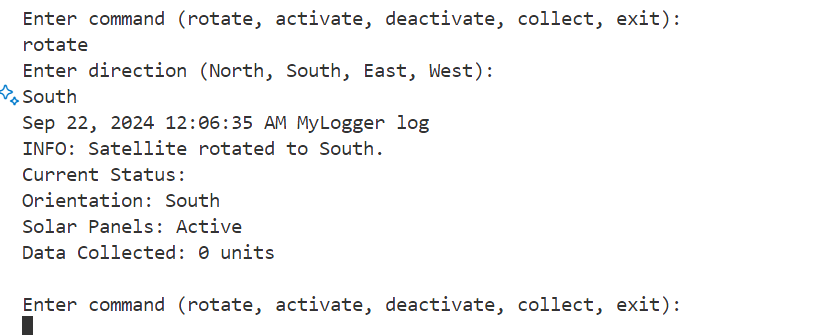 Enter command (rotate, activate, deactivate, collect, exit):
rotate
Enter direction (North, South, East, West):
South
Sep 22, 2024 12:06:35 AM MyLogger log
INFO: Satellite rotated to South.
Current Status:
Orientation: South
Solar Panels: Active
Data Collected: 0 units
Enter command (rotate, activate, deactivate, collect, exit):